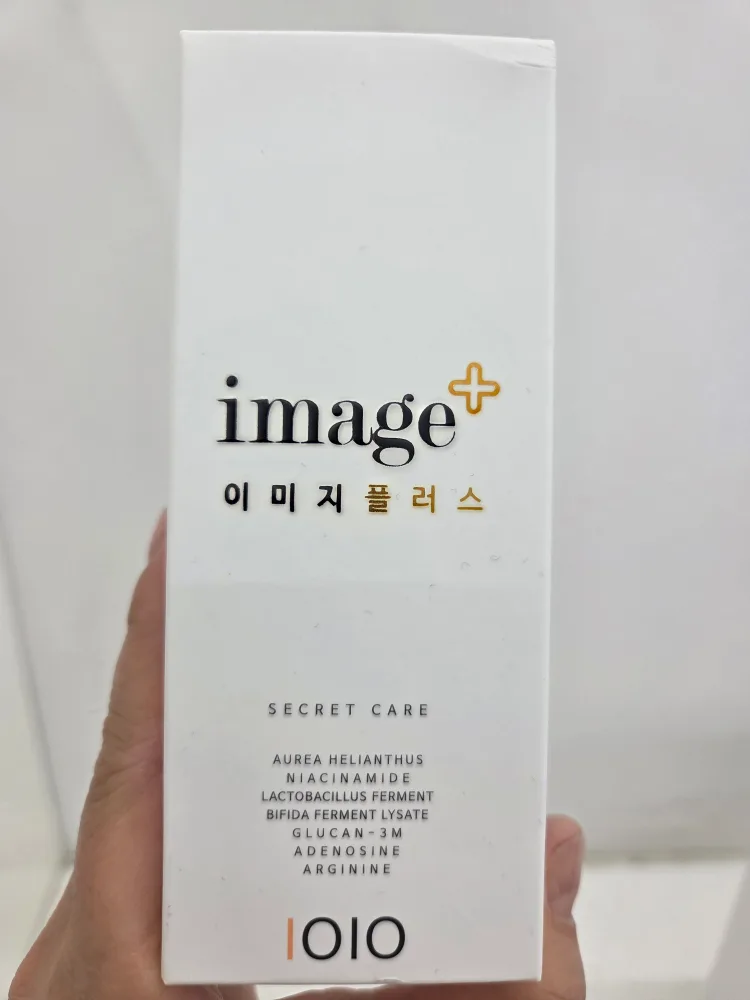 image+
이미지플러스
SECRET CARE
AUREA HELIANTHUS
NIACINAMIDE
LACTOBACILLUS FERMENT
BIFIDA FERMENT LYSATE
GLUCAN-3M
ADENOSINE
ARGININE
IOIO